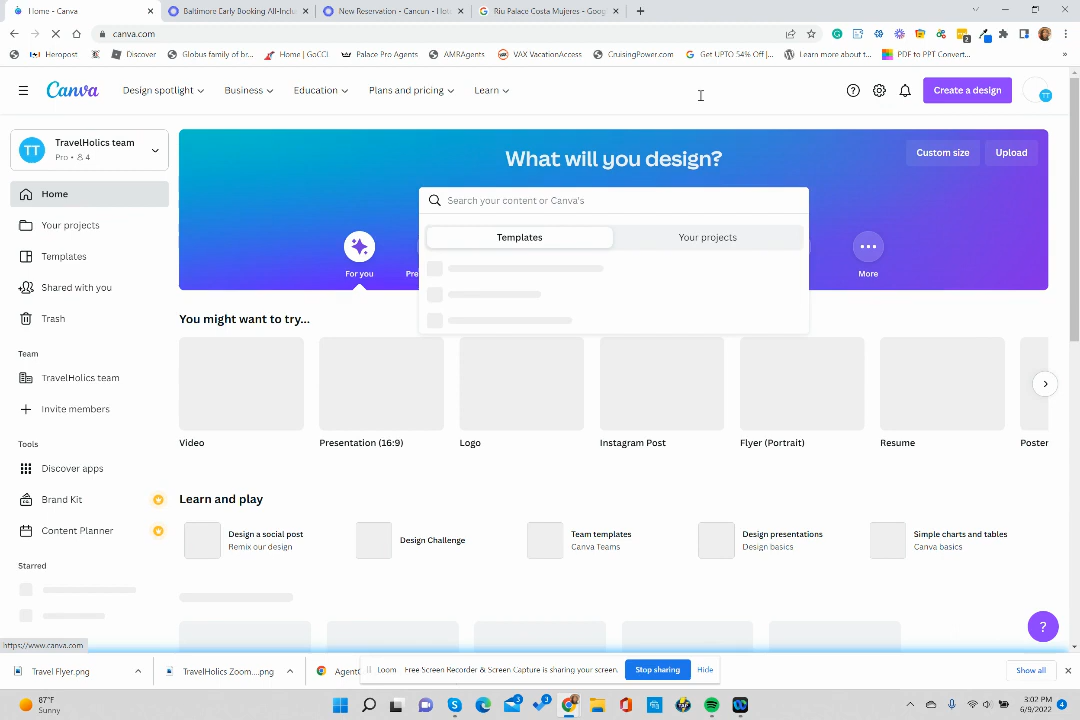 Home - Canva
Baltimore Early Booking All-Inclu
New Reservation - Cancun - Hote
Riu Palace Costa Mujeres - Goog
canva.com
Heropost
Discover
Globus family of br...
Home | GoCCL
Palace Pro Agents
AMRAgents
VAX VacationAccess
CruisingPower.com
Get UPTO 54% Off |...
Learn more about t...
PDF to PPT Convert...
»
Canva
Design spotlight
Business
Education
Plans and pricing
Learn
Create a design
TT
TT
TravelHolics team
Pro • 4
What will you design?
Custom size
Upload
Home
Search your content or Canva's
Your projects
Templates
Your projects
Templates
For you
Pre
More
Shared with you
Trash
You might want to try...
Team
TravelHolics team
Invite members
Video
Presentation (16:9)
Logo
Instagram Post
Flyer (Portrait)
Resume
Poster
Tools
Discover apps
Brand Kit
Learn and play
Content Planner
Design a social post
Remix our design
Design Challenge
Team templates
Canva Teams
Design presentations
Design basics
Simple charts and tables
Canva basics
Starred
?
https://www.canva.com
Travel Flyer.png
TravelHolics Zoom....png
AgentC
Loom
Free Screen Recorder & Screen Capture is sharing your screen.
Stop sharing
Hide
Show all
87°F
Sunny
3:02 PM
6/9/2022
4